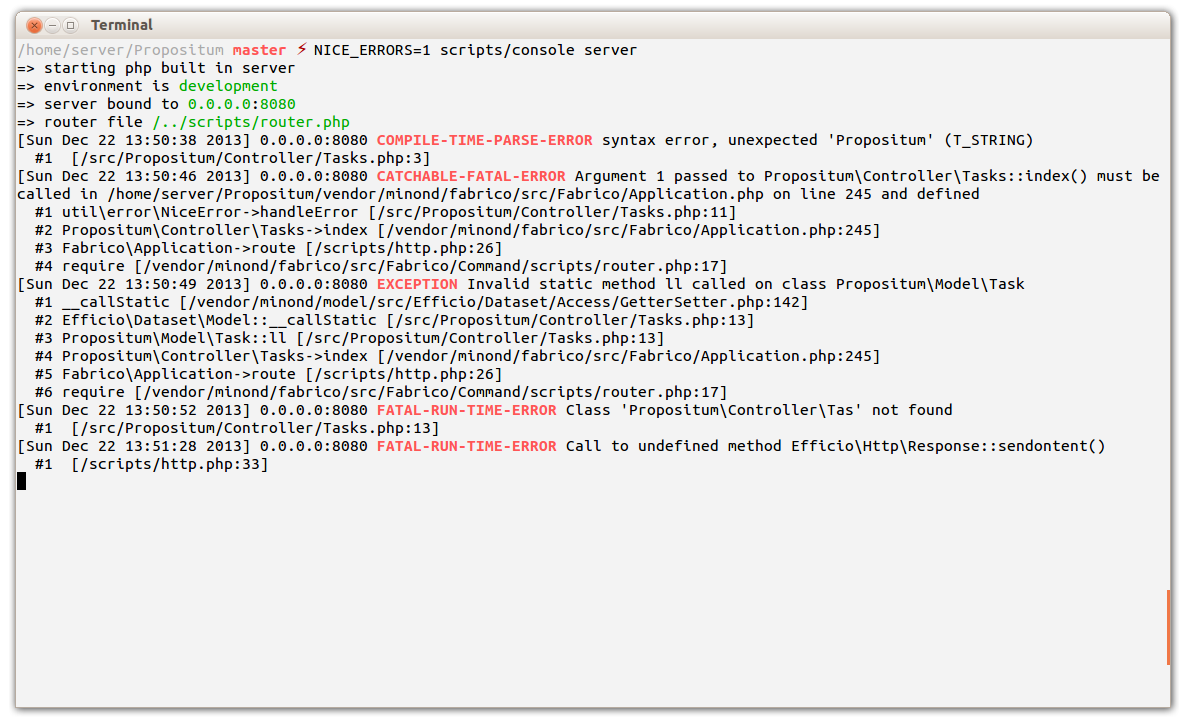 Terminal
/home/server/Propositum master ⚡ NICE_ERRORS=1 scripts/console server
=> starting php built in server
=> environment is development
=> server bound to 0.0.0.0:8080
=> router file /../scripts/router.php
[Sun Dec 22 13:50:38 2013] 0.0.0.0:8080 COMPILE-TIME-PARSE-ERROR syntax error, unexpected 'Propositum' (T_STRING)
  #1  [/src/Propositum/Controller/Tasks.php:3]
[Sun Dec 22 13:50:46 2013] 0.0.0.0:8080 CATCHABLE-FATAL-ERROR Argument 1 passed to Propositum\Controller\Tasks::index() must be
called in /home/server/Propositum/vendor/minond/fabrico/src/Fabrico/Application.php on line 245 and defined
  #1 util\error\NiceError->handleError [/src/Propositum/Controller/Tasks.php:11]
  #2 Propositum\Controller\Tasks->index [/vendor/minond/fabrico/src/Fabrico/Application.php:245]
  #3 Fabrico\Application->route [/scripts/http.php:26]
  #4 require [/vendor/minond/fabrico/src/Fabrico/Command/scripts/router.php:17]
[Sun Dec 22 13:50:49 2013] 0.0.0.0:8080 EXCEPTION Invalid static method ll called on class Propositum\Model\Task
  #1 __callStatic [/vendor/minond/model/src/Efficio/Dataset/Access/GetterSetter.php:142]
  #2 Efficio\Dataset\Model::__callStatic [/src/Propositum/Controller/Tasks.php:13]
  #3 Propositum\Model\Task::ll [/src/Propositum/Controller/Tasks.php:13]
  #4 Propositum\Controller\Tasks->index [/vendor/minond/fabrico/src/Fabrico/Application.php:245]
  #5 Fabrico\Application->route [/scripts/http.php:26]
  #6 require [/vendor/minond/fabrico/src/Fabrico/Command/scripts/router.php:17]
[Sun Dec 22 13:50:52 2013] 0.0.0.0:8080 FATAL-RUN-TIME-ERROR Class 'Propositum\Controller\Tas' not found
  #1  [/src/Propositum/Controller/Tasks.php:13]
[Sun Dec 22 13:51:28 2013] 0.0.0.0:8080 FATAL-RUN-TIME-ERROR Call to undefined method Efficio\Http\Response::sendontent()
  #1  [/scripts/http.php:33]